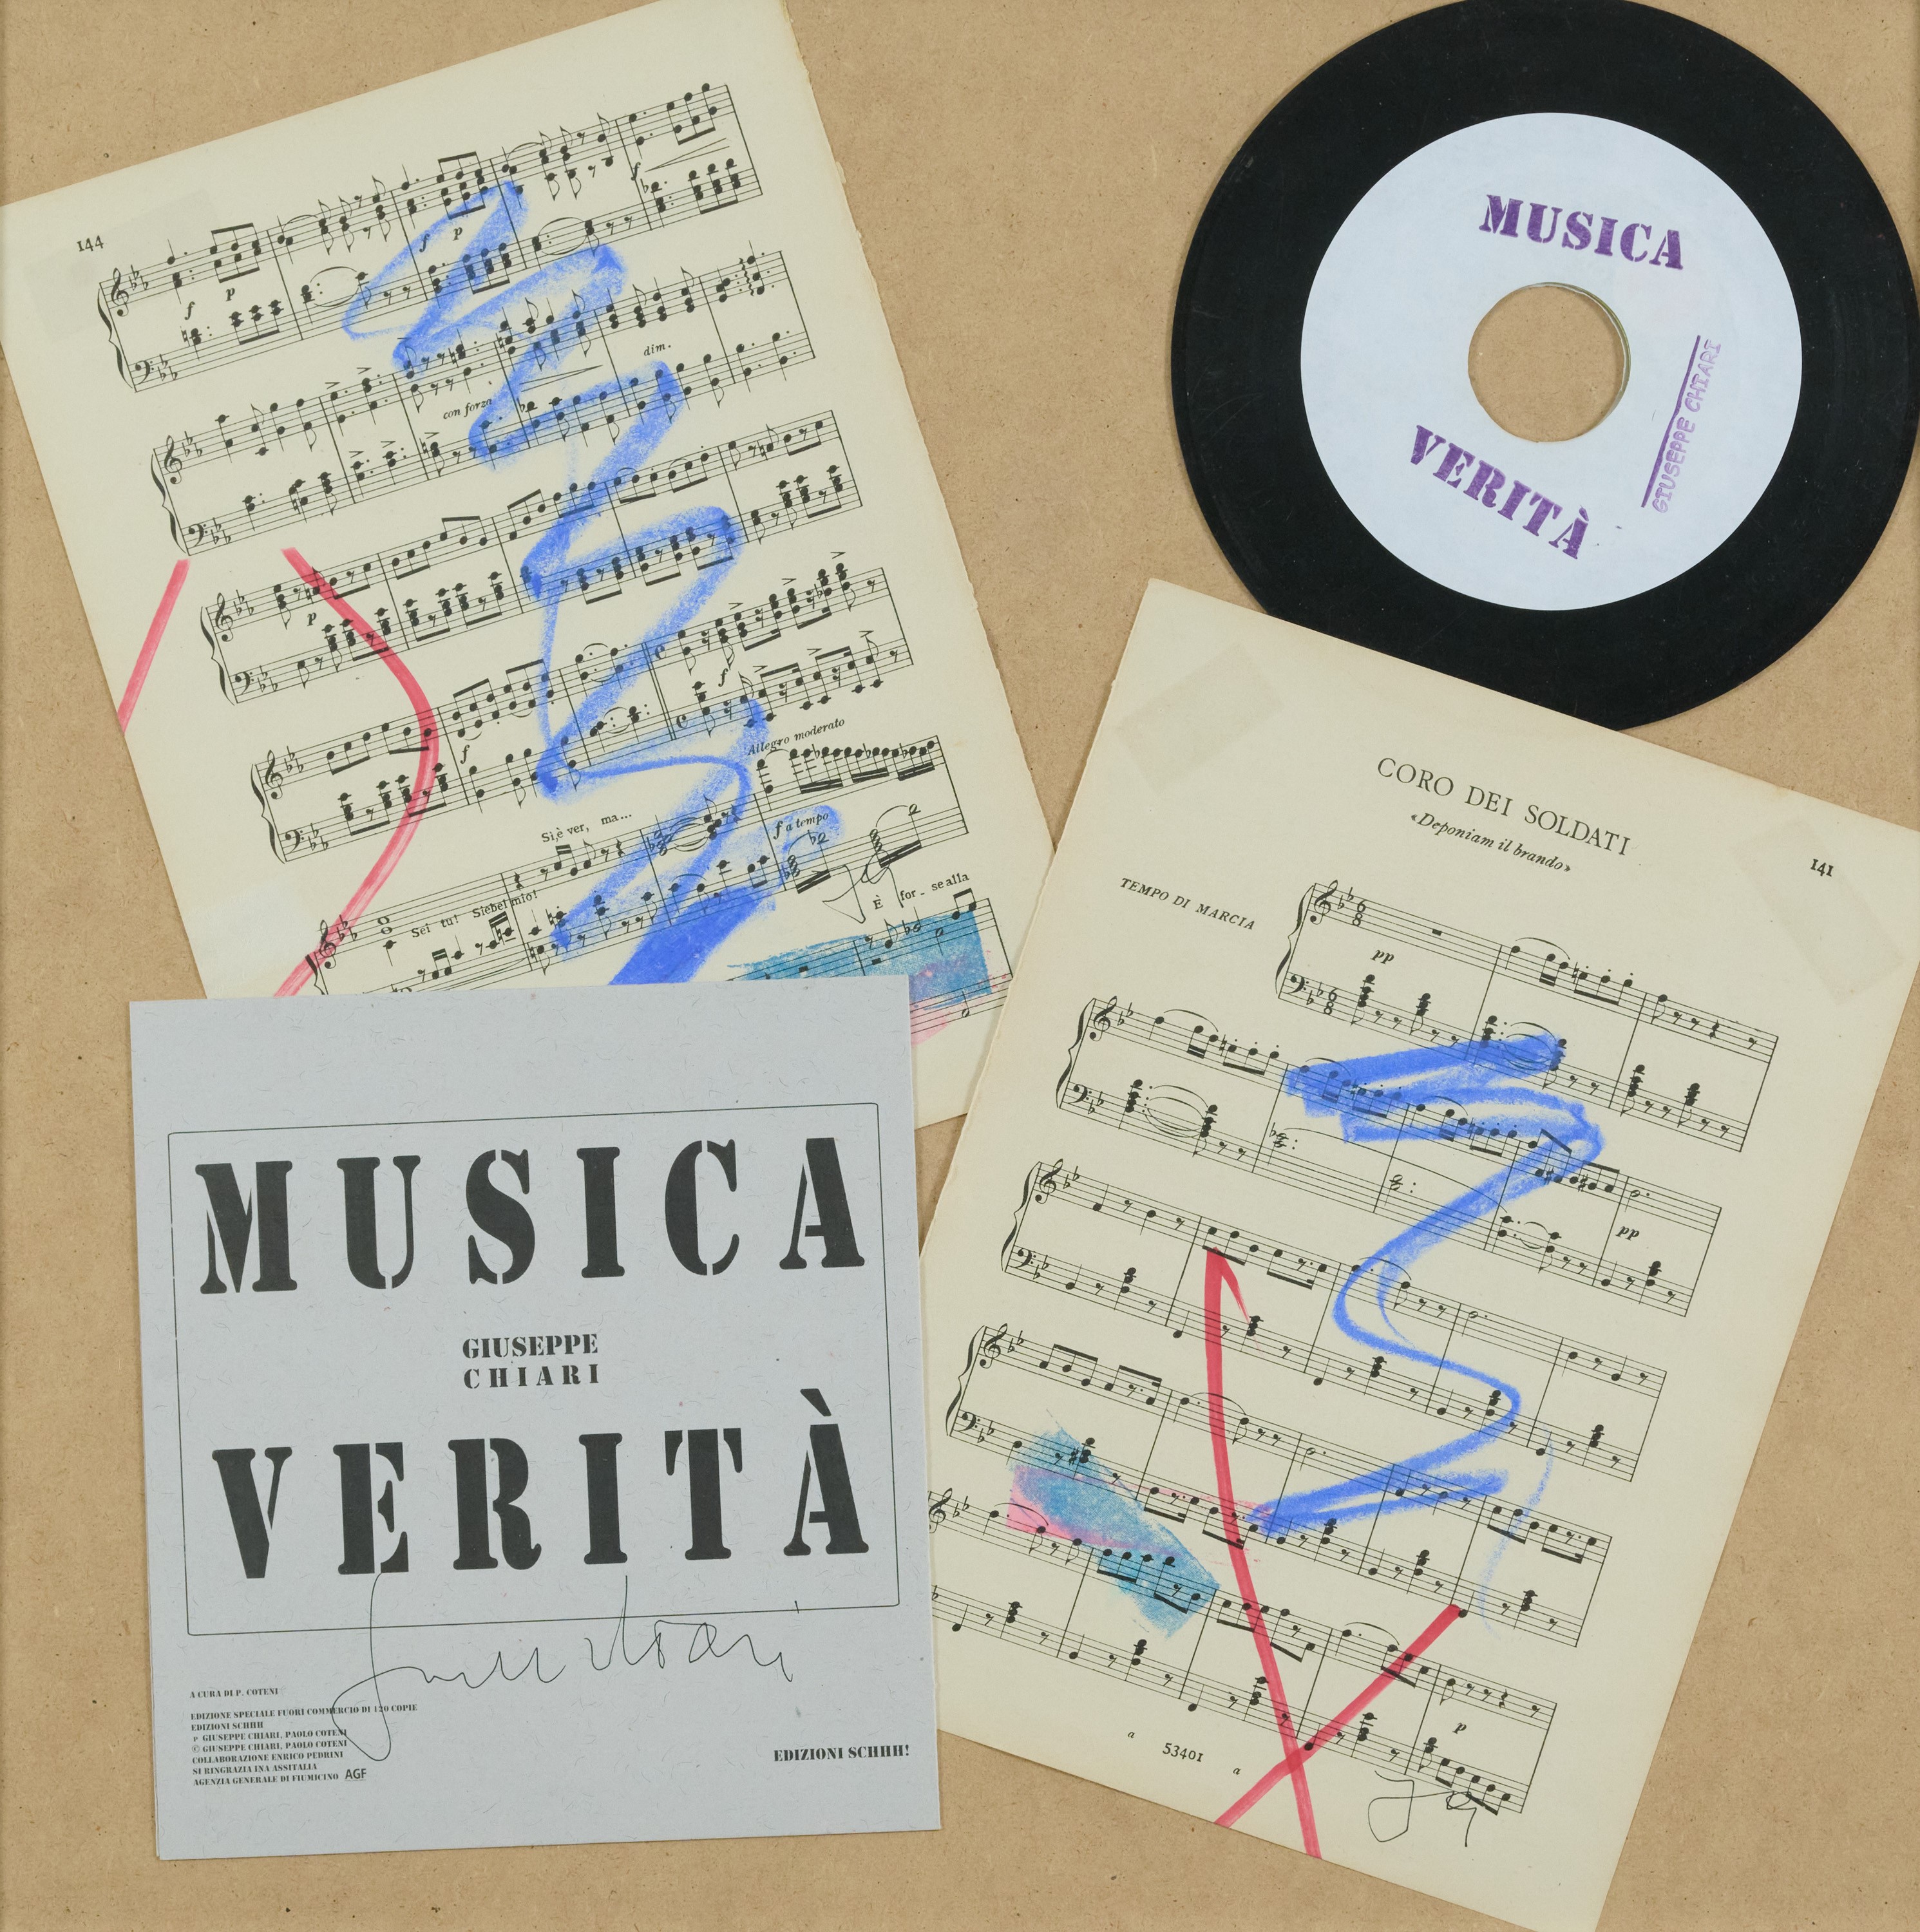 144
f
p
f
p
f
con forza
dim.
p
f
f
Allegro moderato
Si, è ver, ma...
f a tempo
Sei tu! Siebel mio!
È for - se alla
MUSICA
VERITÀ
GIUSEPPE CHIARI
CORO DEI SOLDATI
«Deponiam il brando»
141
TEMPO DI MARCIA
pp
pp
p
a 53401 a
MUSICA
GIUSEPPE
CHIARI
VERITÀ
A CURA DI P. COTENI
EDIZIONE SPECIALE FUORI COMMERCIO DI 120 COPIE
EDIZIONI SCHHH
P GIUSEPPE CHIARI, PAOLO COTENI
© GIUSEPPE CHIARI, PAOLO COTENI
COLLABORAZIONE ENRICO PEDRINI
SI RINGRAZIA INA ASSITALIA
AGENZIA GENERALE DI FIUMICINO AGF
EDIZIONI SCHHH!